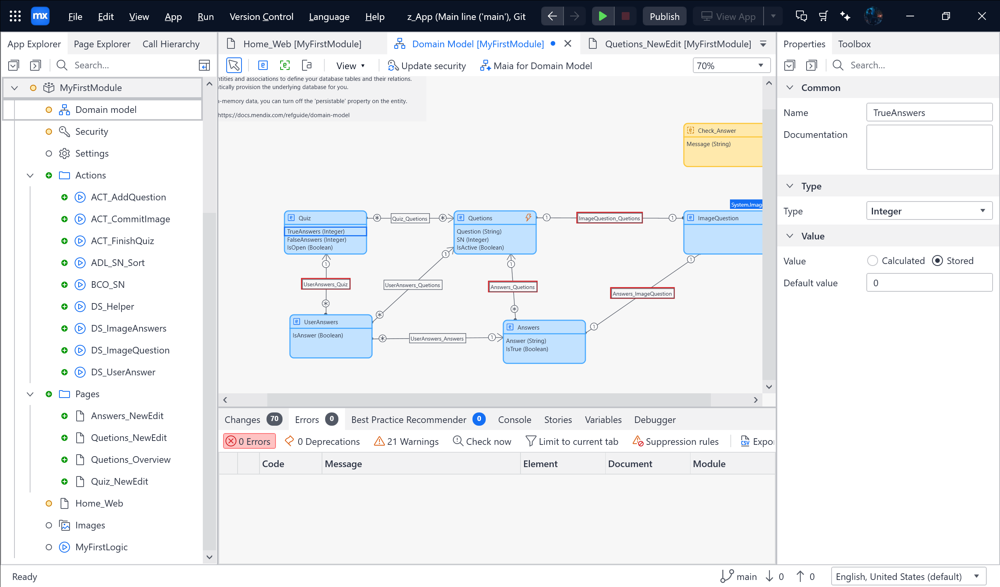 mx File Edit View App Run Version Control Language Help z_App (Main line ('main'), Git Publish View App
App Explorer Page Explorer Call Hierarchy
Search...
MyFirstModule
Domain model
Security
Settings
Actions
ACT_AddQuestion
ACT_CommitImage
ACT_FinishQuiz
ADL_SN_Sort
BCO_SN
DS_Helper
DS_ImageAnswers
DS_ImageQuestion
DS_UserAnswer
Pages
Answers_NewEdit
Quetions_NewEdit
Quetions_Overview
Quiz_NewEdit
Home_Web
Images
MyFirstLogic
Home_Web [MyFirstModule] Domain Model [MyFirstModule] Quetions_NewEdit [MyFirstModule]
View Update security Maia for Domain Model 70%
ntities and associations to define your database tables and their relations.
tically provision the underlying database for you.
n-memory data, you can turn off the 'persistable' property on the entity.
https://docs.mendix.com/refguide/domain-model
Check_Answer
Message (String)
System.Imag
Quiz
TrueAnswers (Integer)
FalseAnswers (Integer)
IsOpen (Boolean)
Quiz_Quetions
Quetions
Question (String)
SN (Integer)
IsActive (Boolean)
1
ImageQuestion_Quetions
1
ImageQuestion
1
1
1
1
UserAnswers_Quiz
UserAnswers_Quetions
Answers_Quetions
Answers_ImageQuestion
UserAnswers
IsAnswer (Boolean)
UserAnswers_Answers
1
Answers
Answer (String)
IsTrue (Boolean)
1
Changes 70 Errors 0 Best Practice Recommender 0 Console Stories Variables Debugger
0 Errors 0 Deprecations 21 Warnings Check now Limit to current tab Suppression rules CSV Expor
Code Message Element Document Module
Properties Toolbox
Search...
Common
Name TrueAnswers
Documentation
Type
Type Integer
Value
Value Calculated Stored
Default value 0
Ready main 0 0 English, United States (default)